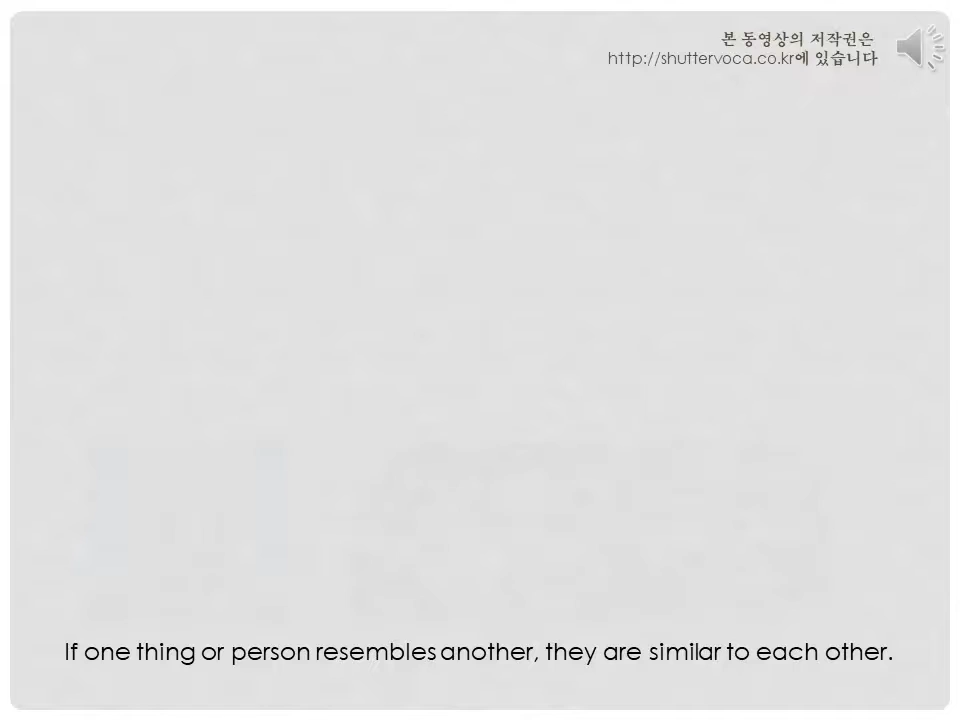 본 동영상의 저작권은
http://shuttervoca.co.kr에 있습니다
If one thing or person resembles another, they are similar to each other.